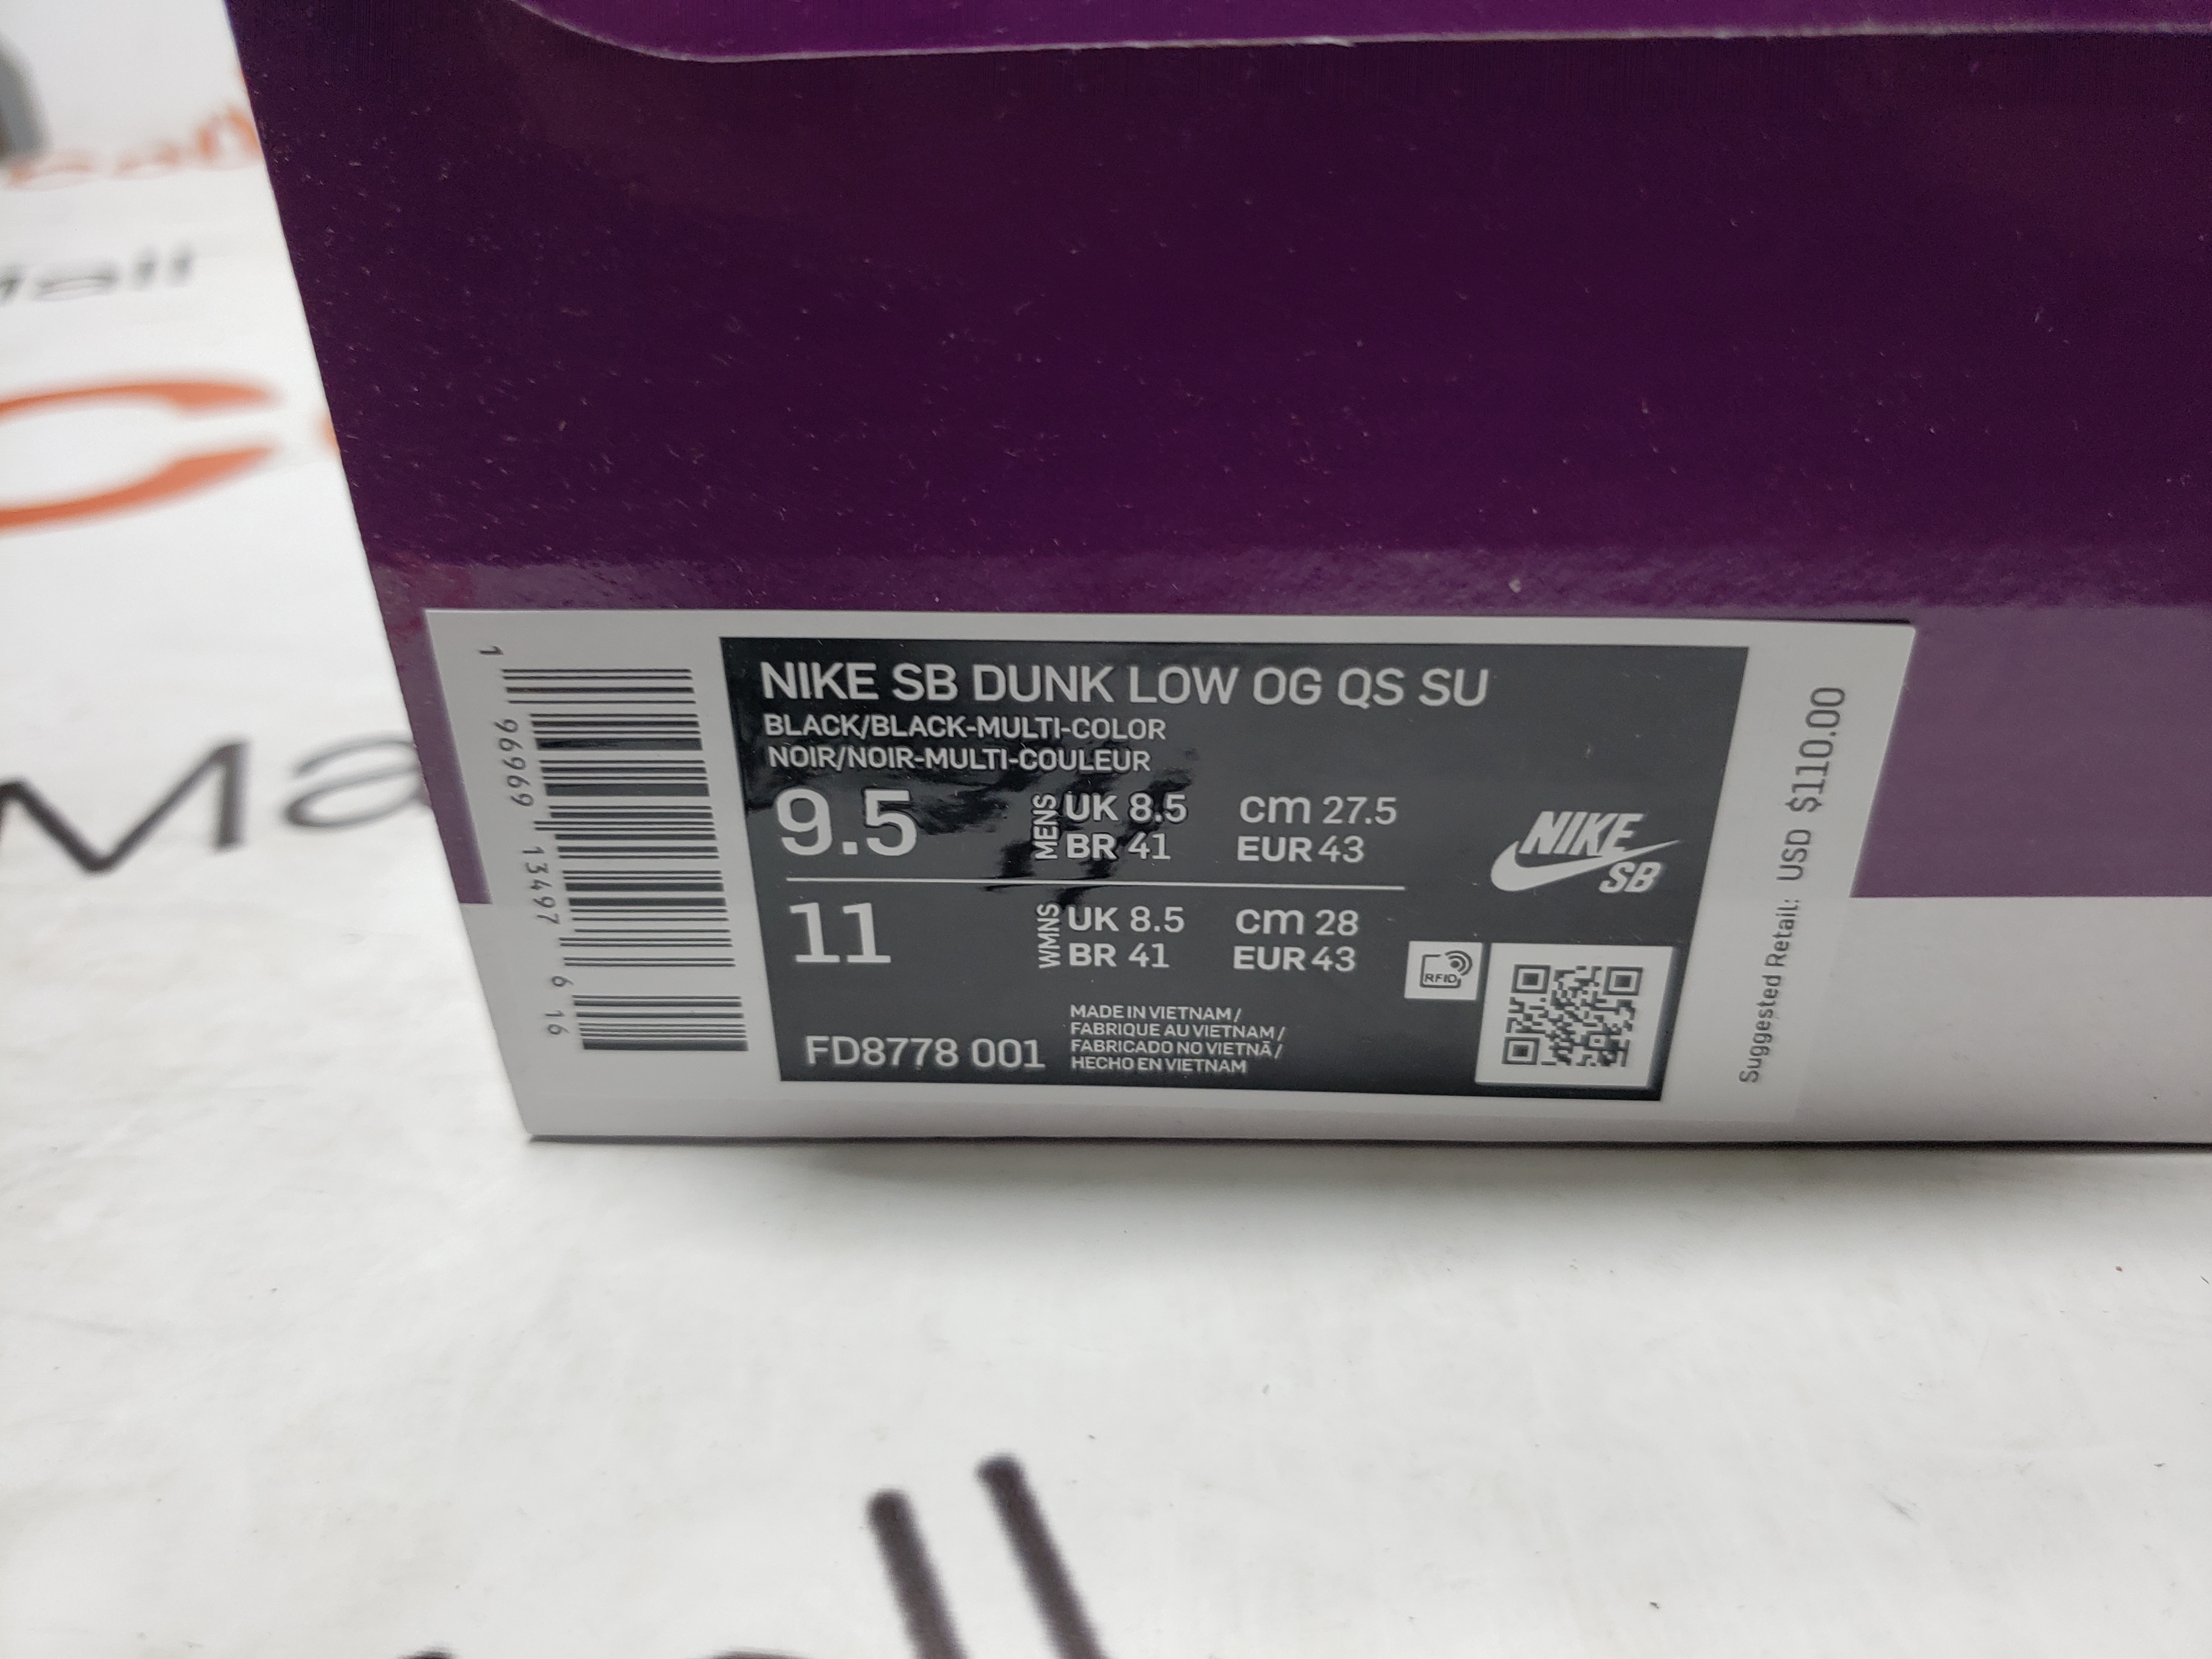 1
96969
13497
6
16
NIKE SB DUNK LOW OG QS SU
BLACK/BLACK-MULTI-COLOR
NOIR/NOIR-MULTI-COULEUR
9.5 MENS UK 8.5 cm 27.5
BR 41 EUR 43
11 WMNS UK 8.5 cm 28
BR 41 EUR 43
FD8778 001
MADE IN VIETNAM /
FABRIQUE AU VIETNAM /
FABRICADO NO VIETNÃ /
HECHO EN VIETNAM
NIKE
SB
RFID
Suggested Retail: USD $110.00
Mall
C
Ma